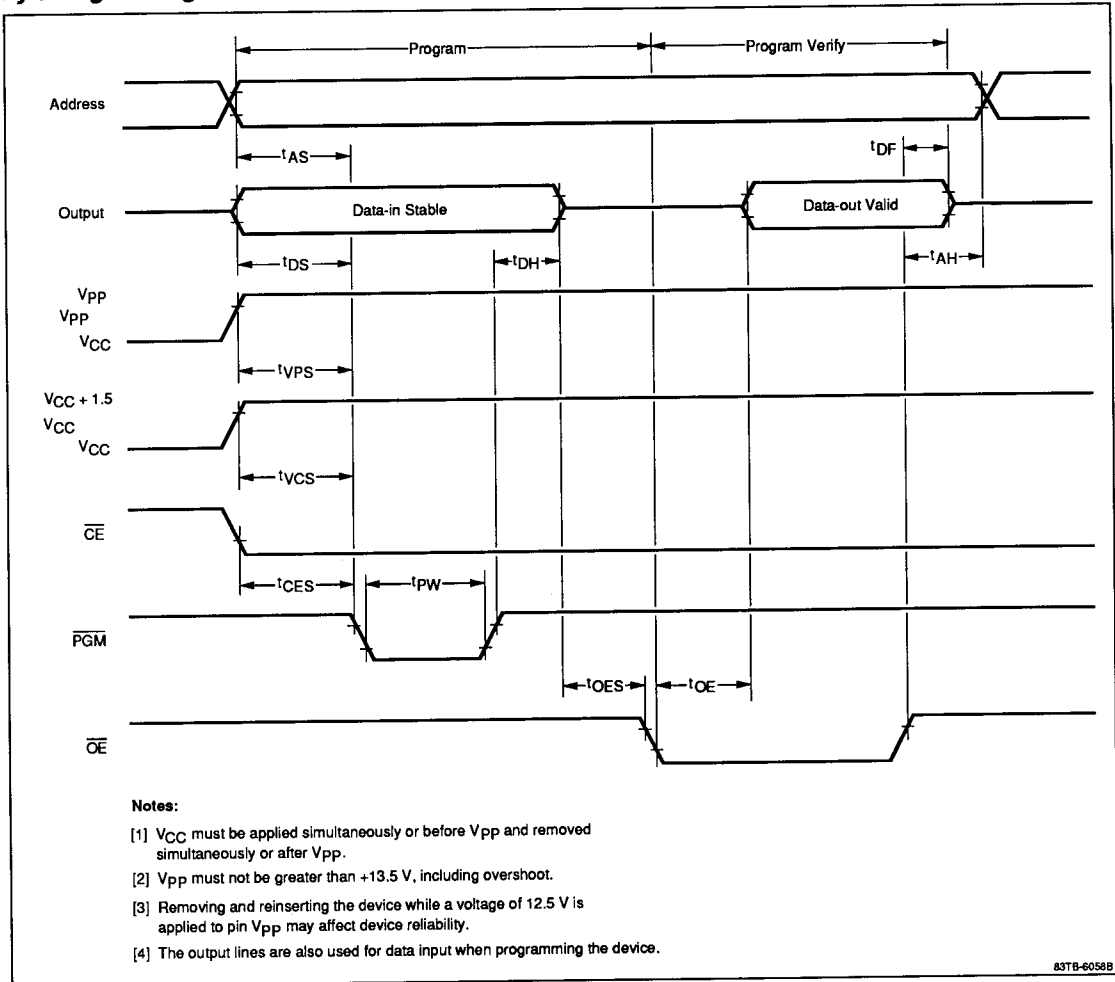 Program
Program Verify
Address
tAS
tDF
Output
Data-in Stable
Data-out Valid
tDS
tDH
tAH
VPP
VPP
VCC
tVPS
VCC + 1.5
VCC
VCC
tVCS
CE
tCES
tPW
PGM
tOES
tOE
OE
Notes:
[1] VCC must be applied simultaneously or before VPP and removed
simultaneously or after VPP.
[2] VPP must not be greater than +13.5 V, including overshoot.
[3] Removing and reinserting the device while a voltage of 12.5 V is
applied to pin VPP may affect device reliability.
[4] The output lines are also used for data input when programming the device.
83TB-6058B